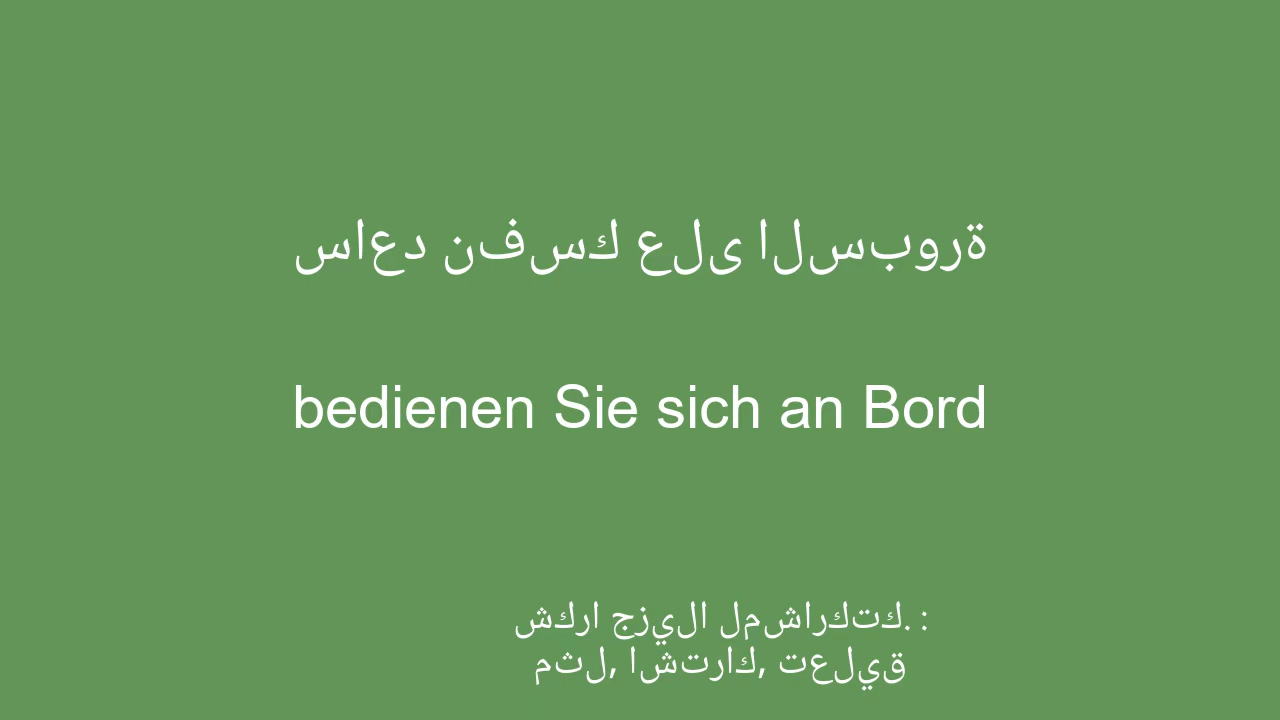 ساعد نفسك على السبورة
bedienen Sie sich an Bord
شكرا جزيلا لمشاركتك. :
مثل, اشتراك, تعليق